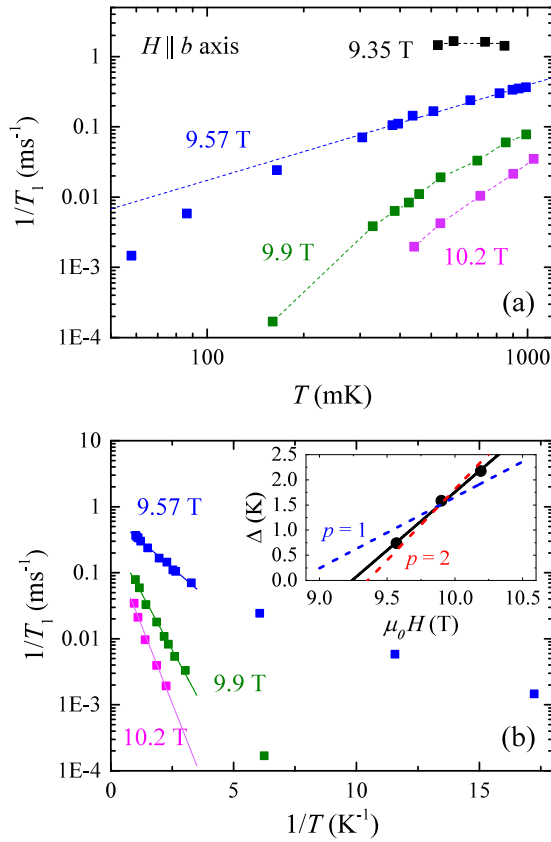 1
0.1
0.01
1E-3
1E-4
1/T₁ (ms⁻¹)
H || b axis
9.35 T
9.57 T
9.9 T
10.2 T
(a)
100
1000
T (mK)
10
1
0.1
0.01
1E-3
1E-4
1/T₁ (ms⁻¹)
9.57 T
9.9 T
10.2 T
2.5
2.0
1.5
1.0
0.5
0.0
Δ (K)
p = 1
p = 2
9.0
9.5
10.0
10.5
μ₀H (T)
(b)
0
5
10
15
1/T (K⁻¹)